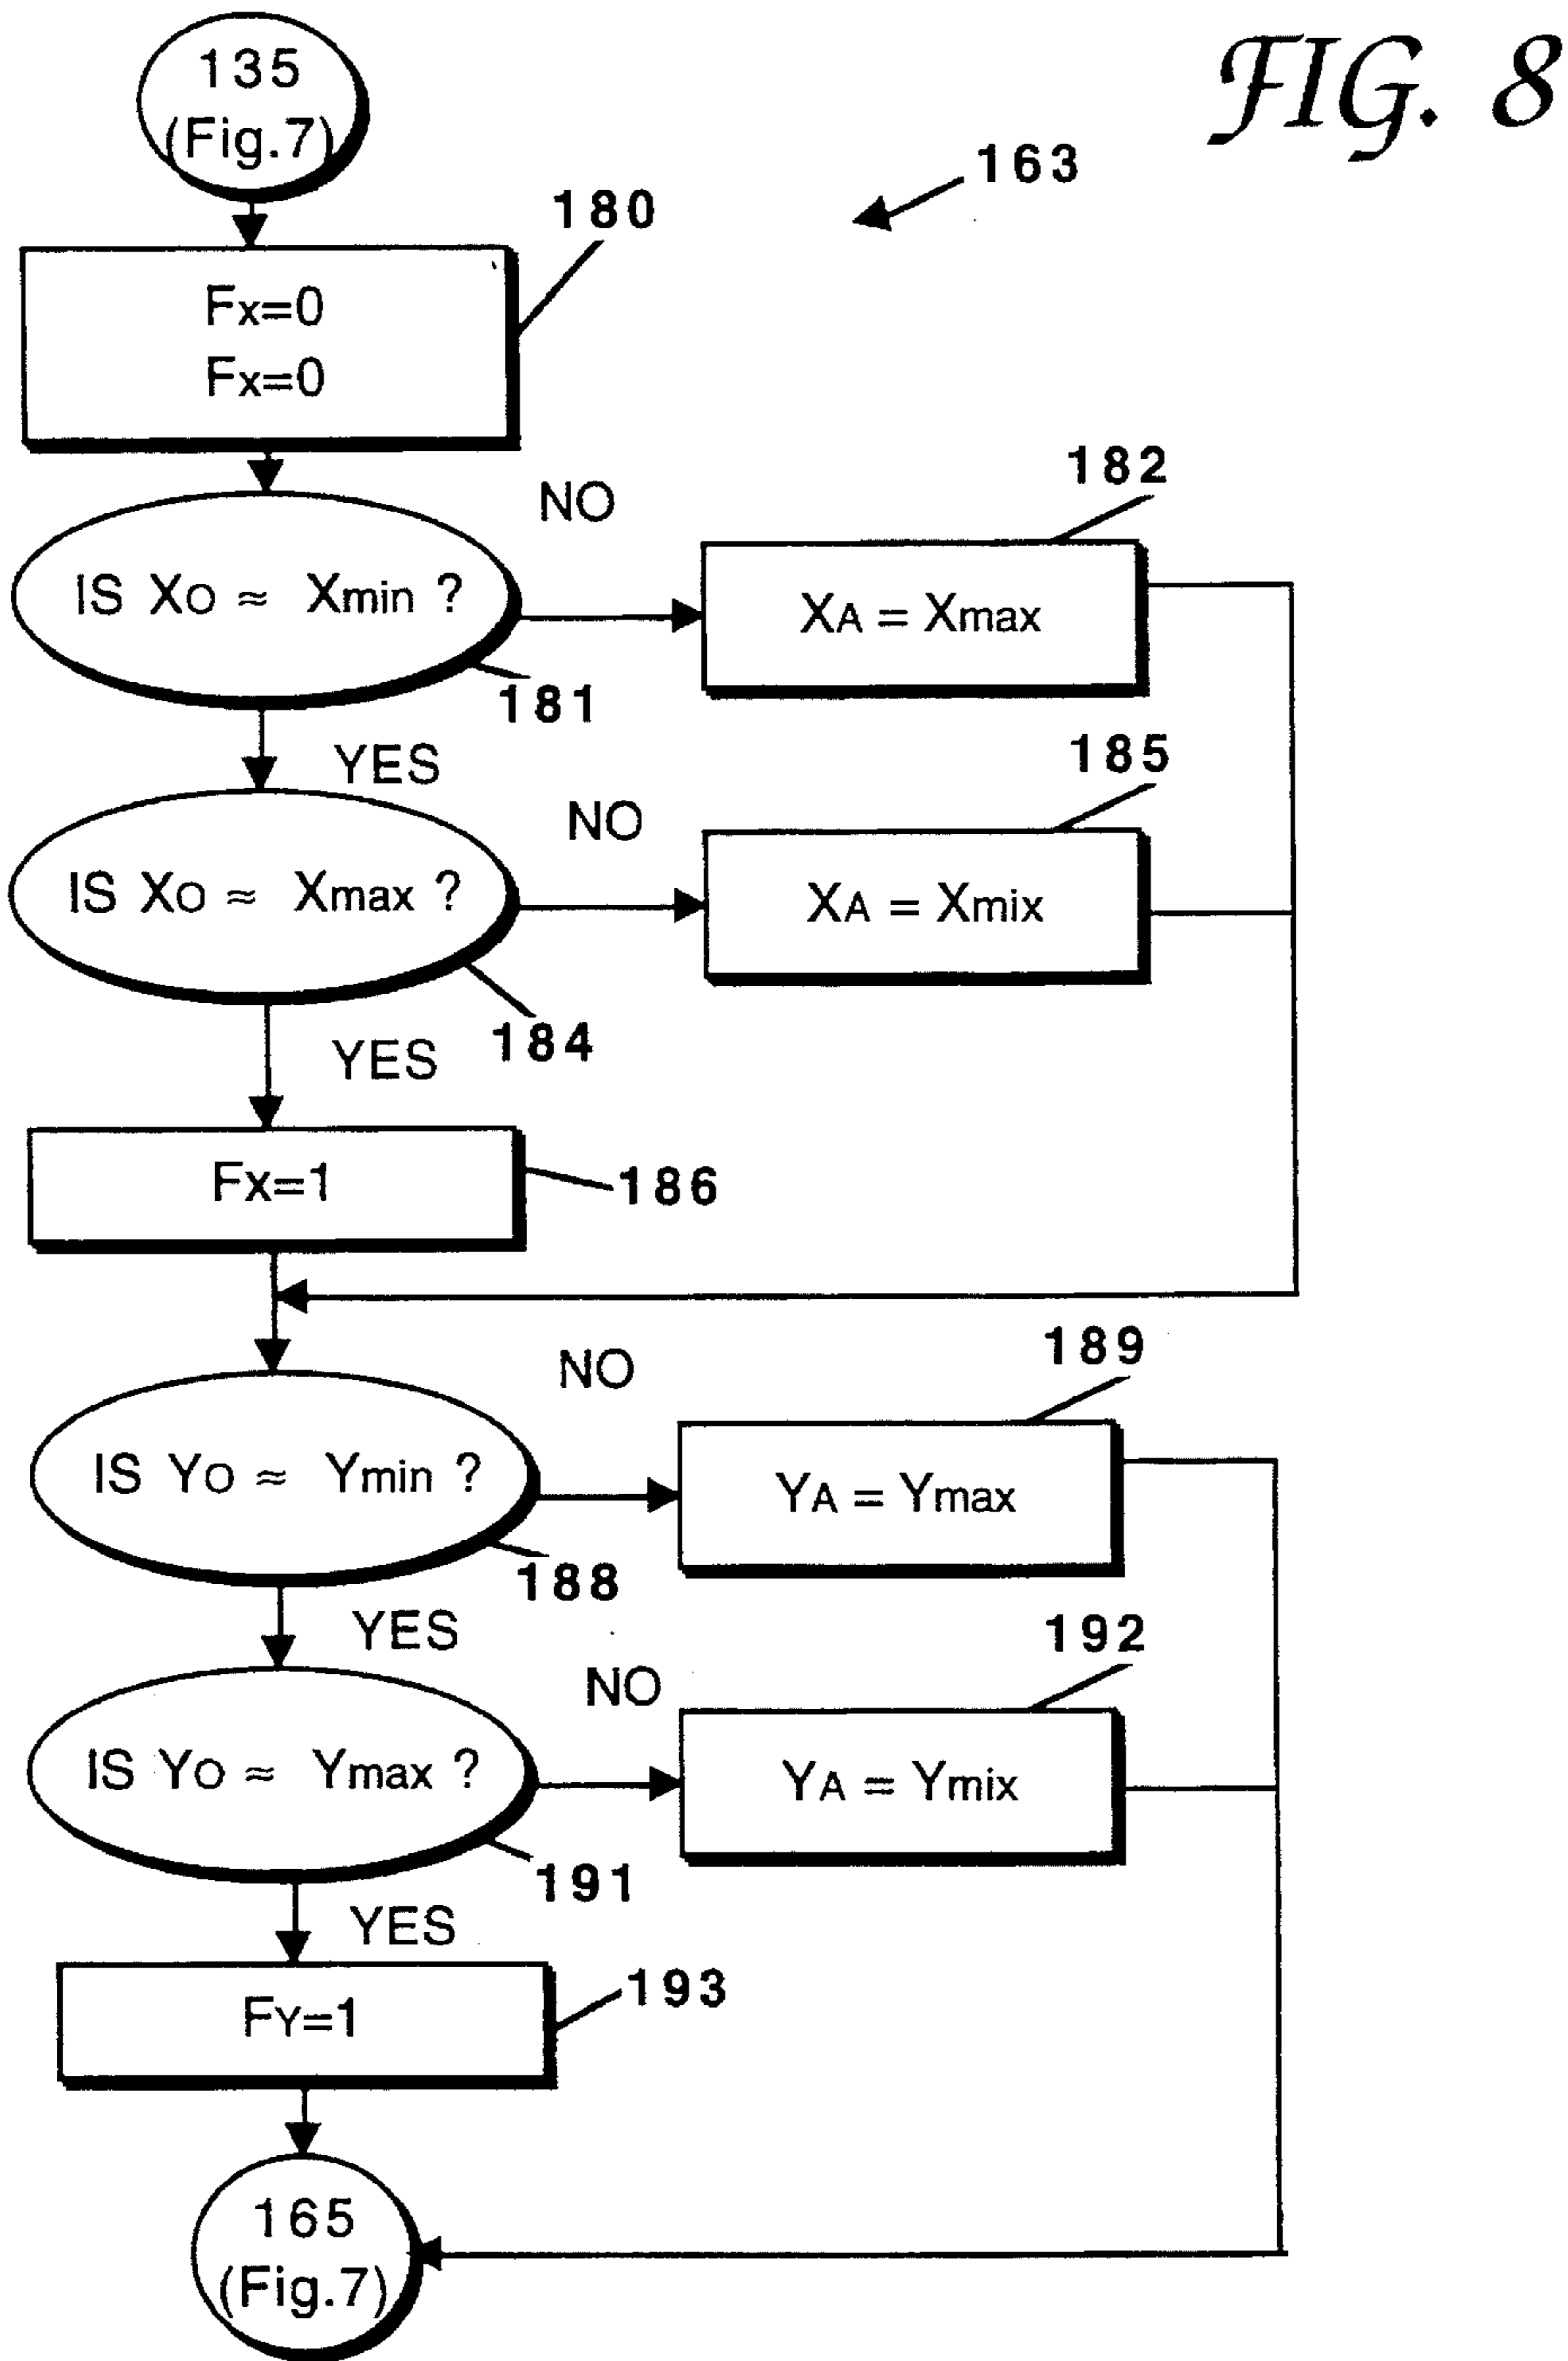 FIG. 8
135
(Fig.7)
163
180
Fx=0
Fx=0
NO
182
IS XO ≈ Xmin ?
XA = Xmax
181
YES
185
NO
IS XO ≈ Xmax ?
XA = Xmix
184
YES
Fx=1
186
189
NO
IS YO ≈ Ymin ?
YA = Ymax
188
YES
192
NO
IS YO ≈ Ymax ?
YA = Ymix
191
YES
193
FY=1
165
(Fig.7)